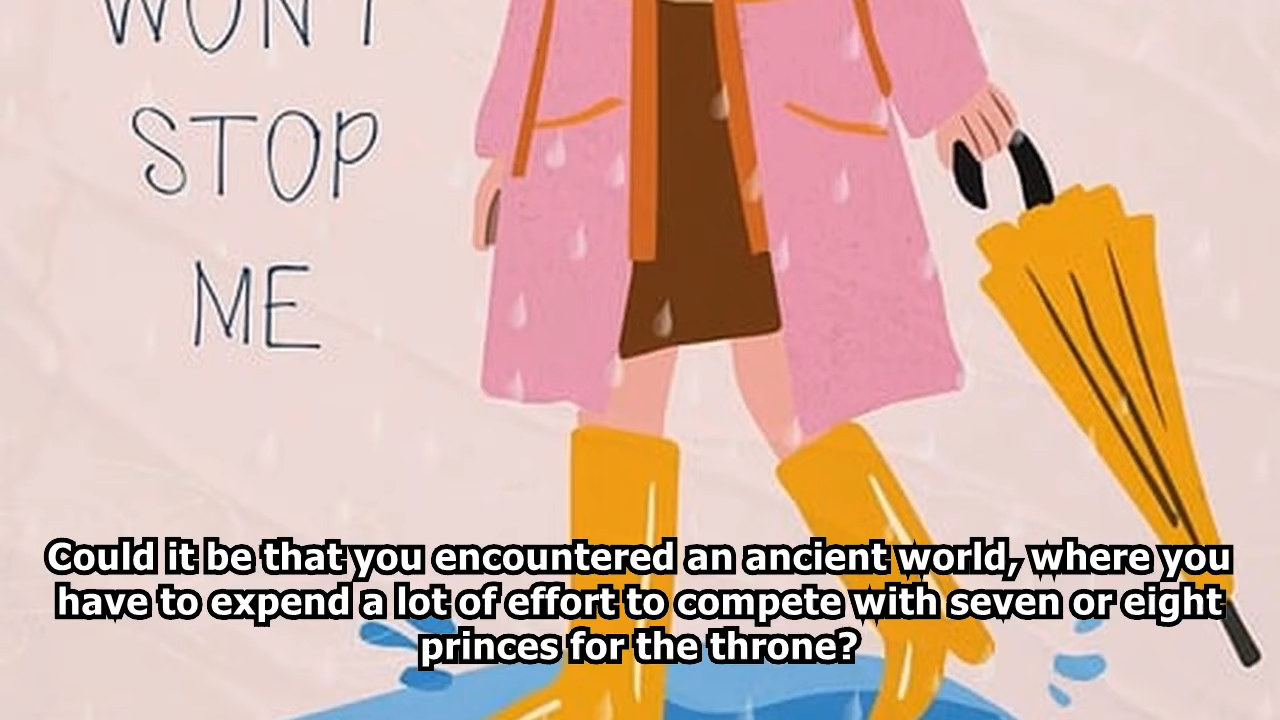 WON'T
STOP
ME
Could it be that you encountered an ancient world, where you
have to expend a lot of effort to compete with seven or eight
princes for the throne?